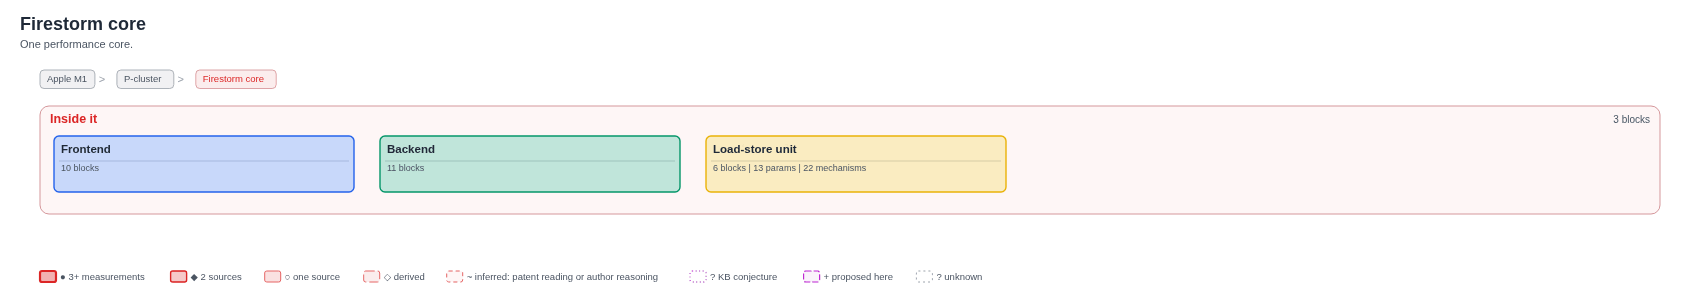 Firestorm core
One performance core.
Apple M1 > P-cluster > Firestorm core
Inside it 3 blocks
Frontend Backend Load-store unit
10 blocks 11 blocks 6 blocks | 13 params | 22 mechanisms
● 3+ measurements ◆ 2 sources ○ one source ◇ derived ~ inferred: patent reading or author reasoning ? KB conjecture + proposed here ? unknown